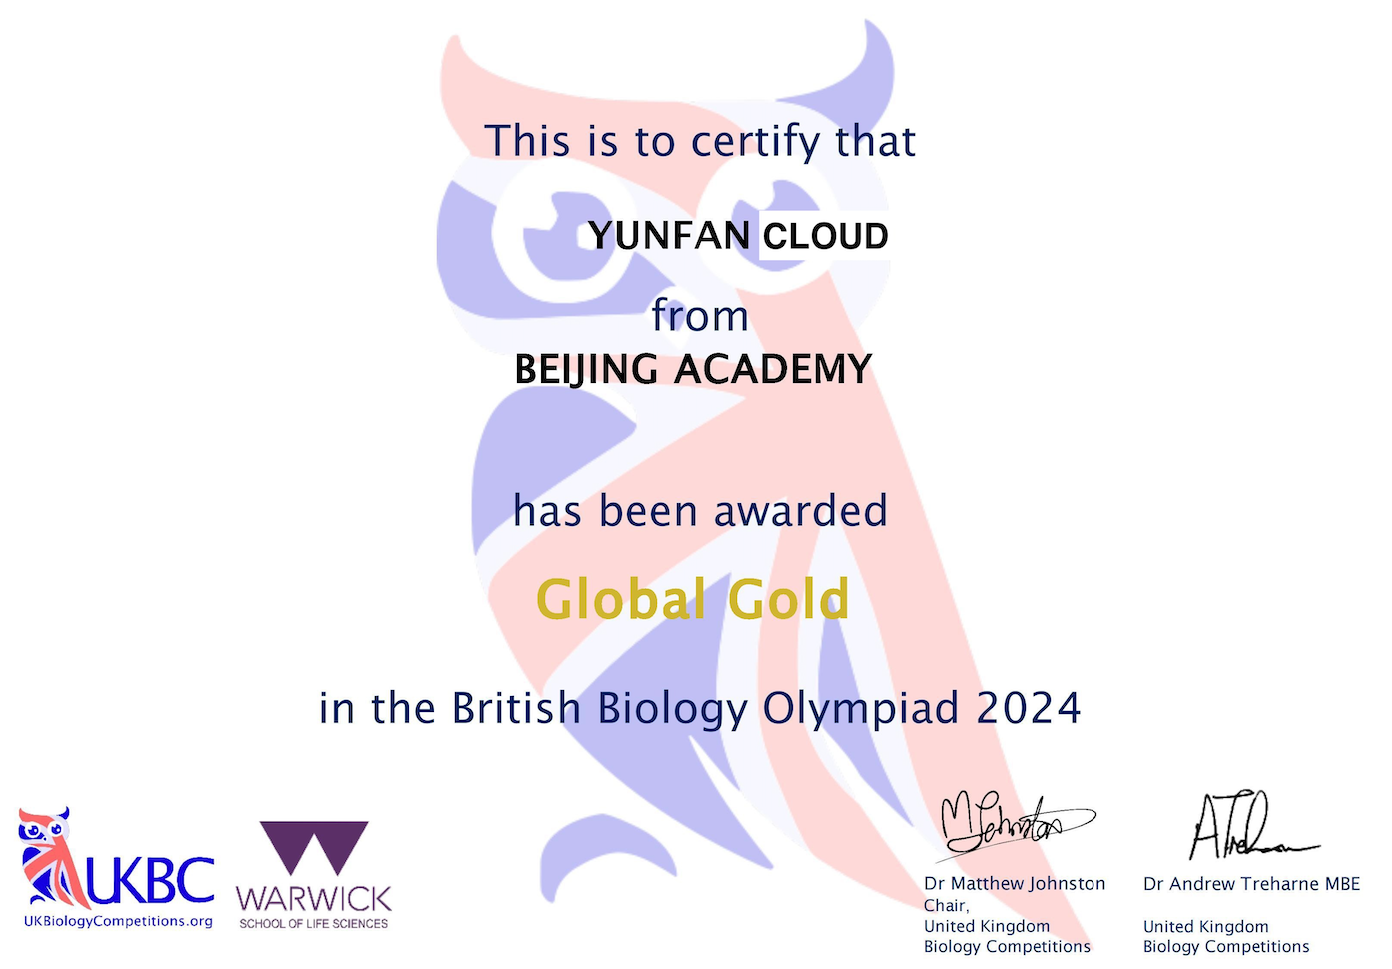 This is to certify that
YUNFAN CLOUD
from
BEIJING ACADEMY
has been awarded
Global Gold
in the British Biology Olympiad 2024
UKBC
UKBiologyCompetitions.org
WARWICK
SCHOOL OF LIFE SCIENCES
MJohnston
Dr Matthew Johnston
Chair,
United Kingdom
Biology Competitions
ATreharne
Dr Andrew Treharne MBE
United Kingdom
Biology Competitions